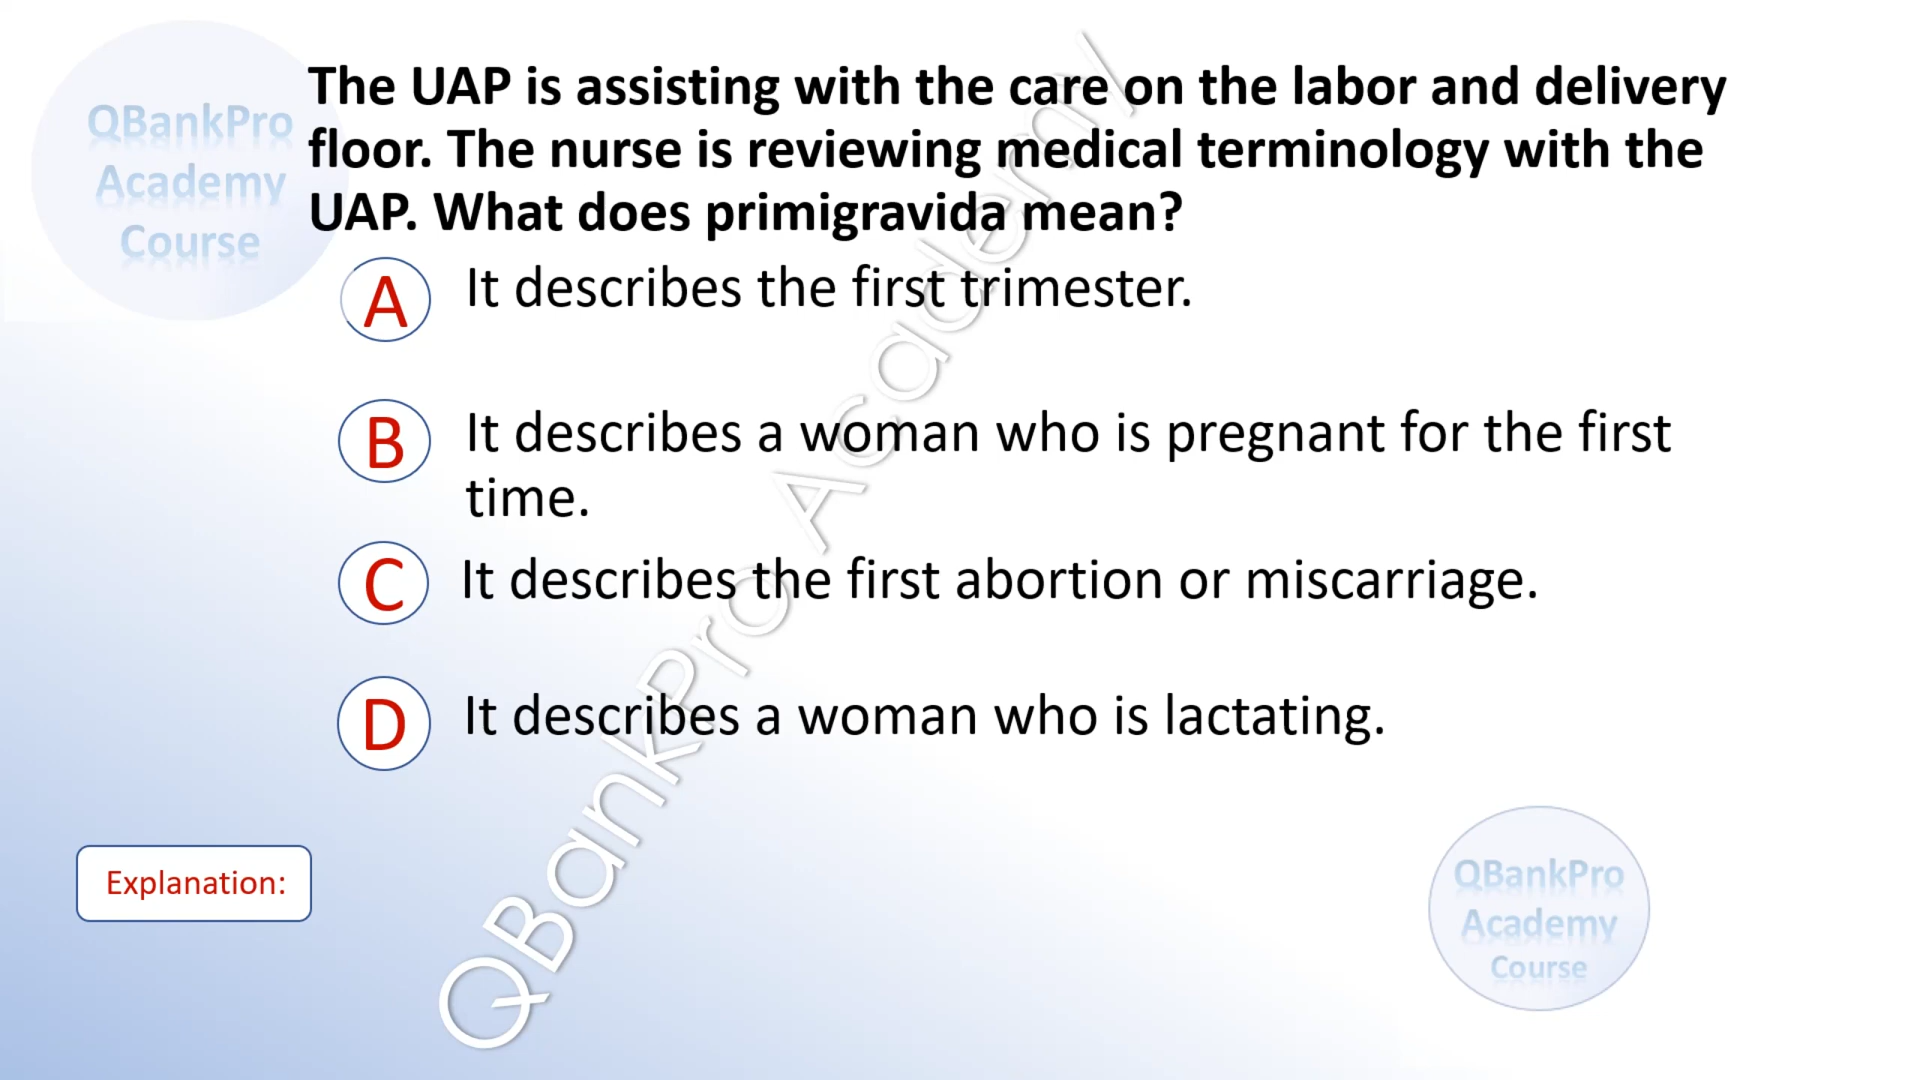 QBankPro
Academy
Course
The UAP is assisting with the care on the labor and delivery
floor. The nurse is reviewing medical terminology with the
UAP. What does primigravida mean?
A It describes the first trimester.
B It describes a woman who is pregnant for the first
time.
C It describes the first abortion or miscarriage.
D It describes a woman who is lactating.
Explanation:
QBankPro Academy
QBankPro
Academy
Course